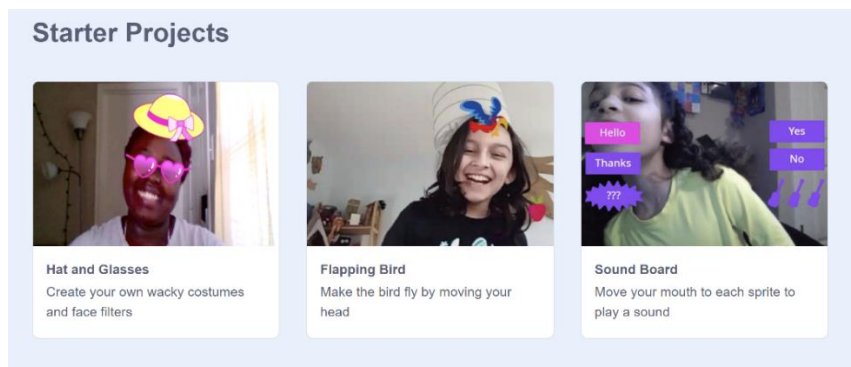 Starter Projects
Hello
Thanks
???
Yes
No
Hat and Glasses
Create your own wacky costumes
and face filters
Flapping Bird
Make the bird fly by moving your
head
Sound Board
Move your mouth to each sprite to
play a sound